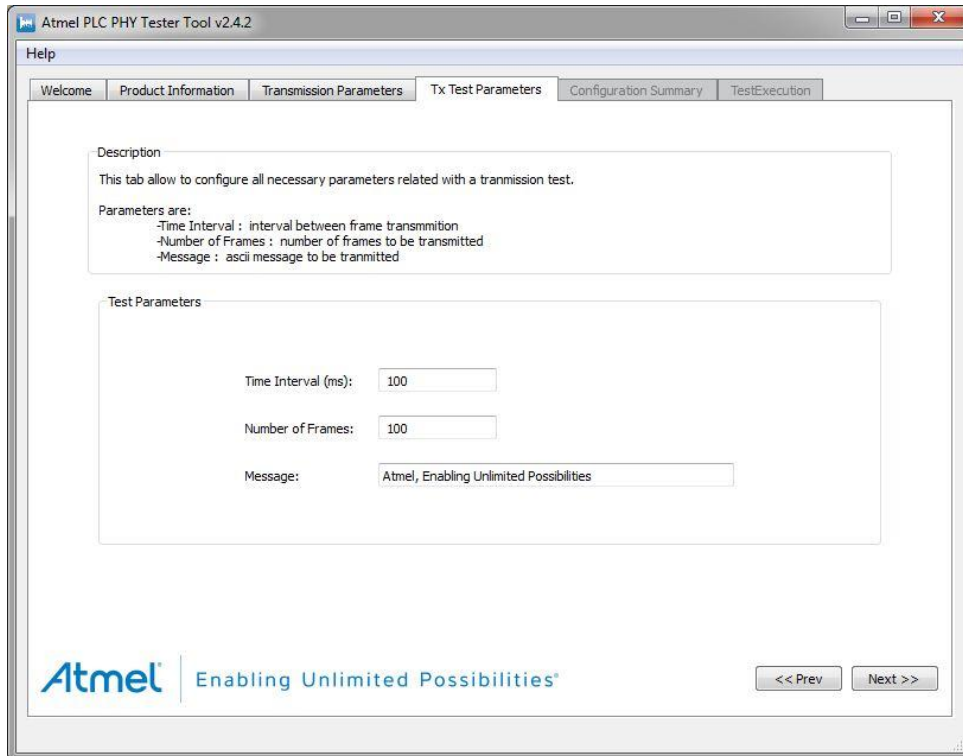 Atmel PLC PHY Tester Tool v2.4.2
Help
Welcome Product Information Transmission Parameters Tx Test Parameters Configuration Summary TestExecution
Description
This tab allow to configure all necessary parameters related with a tranmission test.
Parameters are:
-Time Interval : interval between frame transmmition
-Number of Frames : number of frames to be transmitted
-Message : ascii message to be tranmitted
Test Parameters
Time Interval (ms): 100
Number of Frames: 100
Message: Atmel, Enabling Unlimited Possibilities
Atmel Enabling Unlimited Possibilities®
<< Prev Next >>